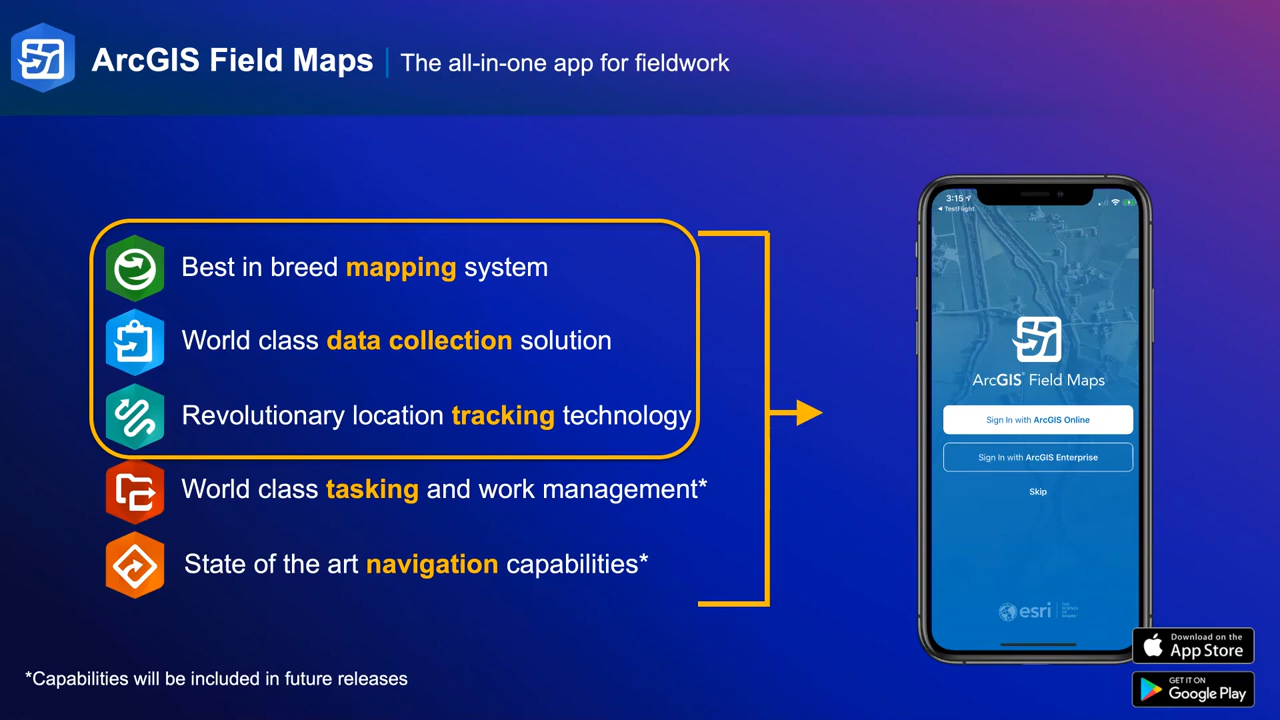 ArcGIS Field Maps | The all-in-one app for fieldwork
Best in breed mapping system
World class data collection solution
Revolutionary location tracking technology
World class tasking and work management*
State of the art navigation capabilities*
*Capabilities will be included in future releases
3:15
TestFlight
ArcGIS® Field Maps
Sign In with ArcGIS Online
Sign In with ArcGIS Enterprise
Skip
esri
Download on the
App Store
GET IT ON
Google Play